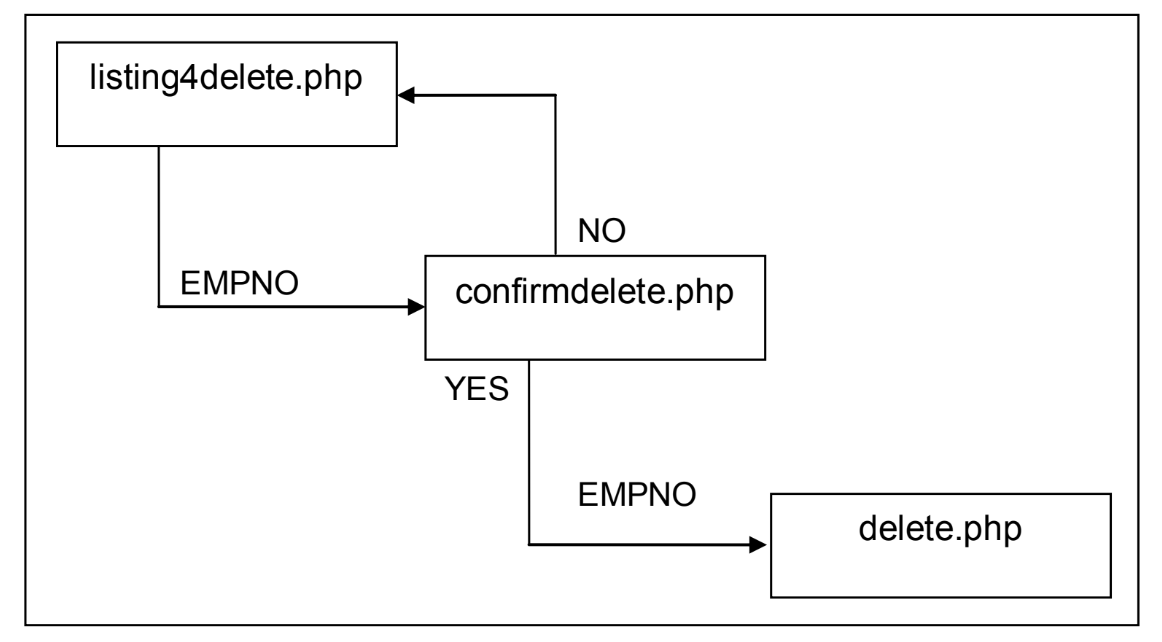 listing4delete.php
NO
EMPNO
confirmdelete.php
YES
EMPNO
delete.php